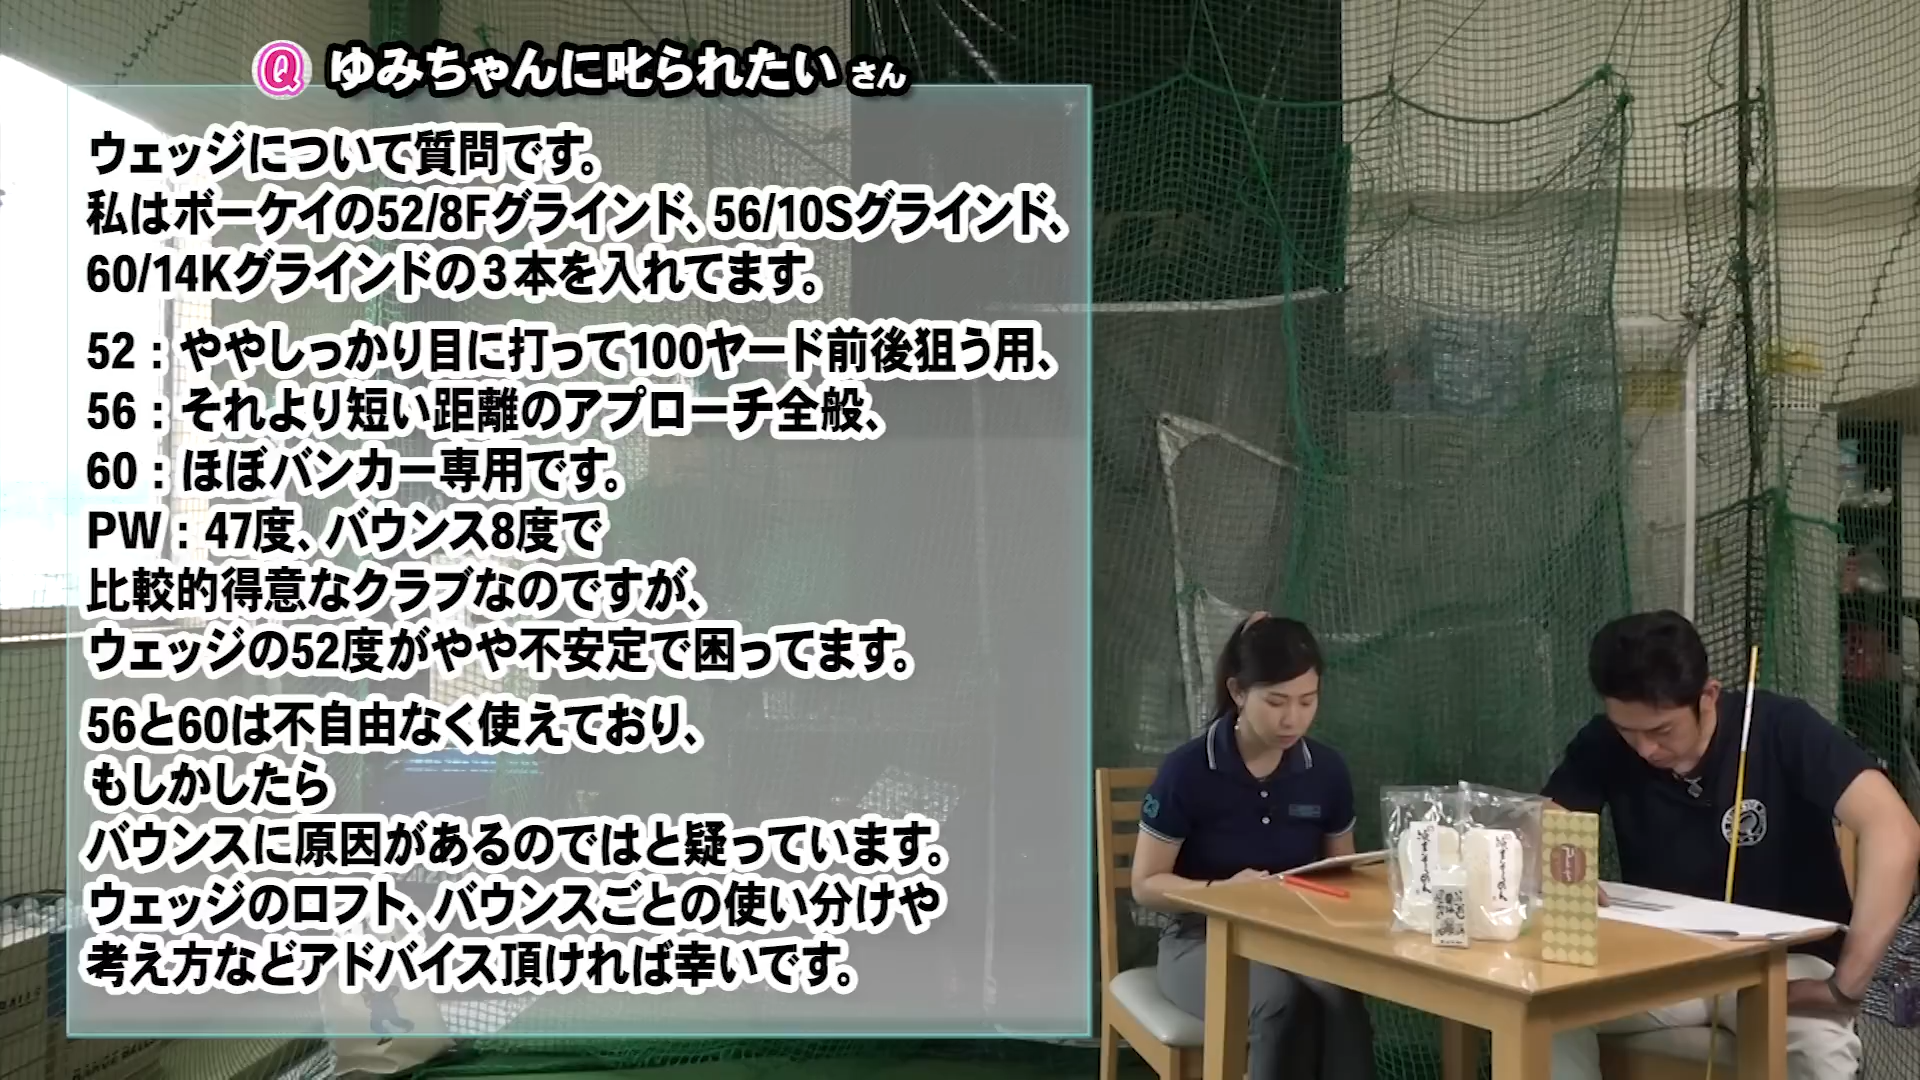 Q ゆみちゃんに叱られたい さん
ウェッジについて質問です。
私はボーケイの52/8Fグラインド、56/10Sグラインド、
60/14Kグラインドの３本を入れてます。
52：ややしっかり目に打って100ヤード前後狙う用、
56：それより短い距離のアプローチ全般、
60：ほぼバンカー専用です。
PW：47度、バウンス8度で
比較的得意なクラブなのですが、
ウェッジの52度がやや不安定で困ってます。
56と60は不自由なく使えており、
もしかしたら
バウンスに原因があるのではと疑っています。
ウェッジのロフト、バウンスごとの使い分けや
考え方などアドバイス頂ければ幸いです。
23